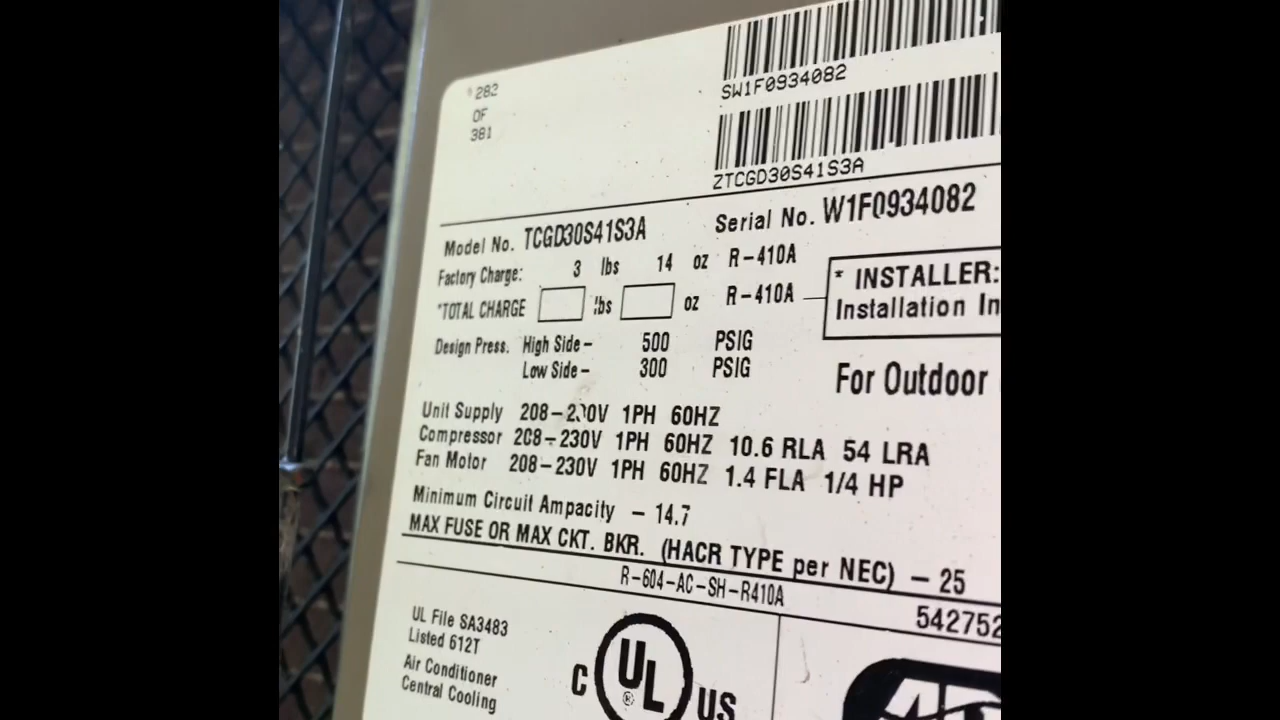 282
OF
381
SW1F0934082
ZTCGD30S41S3A
Model No. TCGD30S41S3A Serial No. W1F0934082
Factory Charge: 3 lbs 14 oz R-410A
*TOTAL CHARGE lbs oz R-410A
* INSTALLER:
Installation In
Design Press. High Side- 500 PSIG
Low Side- 300 PSIG
For Outdoor
Unit Supply 208-230V 1PH 60HZ
Compressor 208-230V 1PH 60HZ 10.6 RLA 54 LRA
Fan Motor 208-230V 1PH 60HZ 1.4 FLA 1/4 HP
Minimum Circuit Ampacity - 14.7
MAX FUSE OR MAX CKT. BKR. (HACR TYPE per NEC) - 25
R-604-AC-SH-R410A
542752
UL File SA3483
Listed 612T
Air Conditioner
Central Cooling
C UL ® US